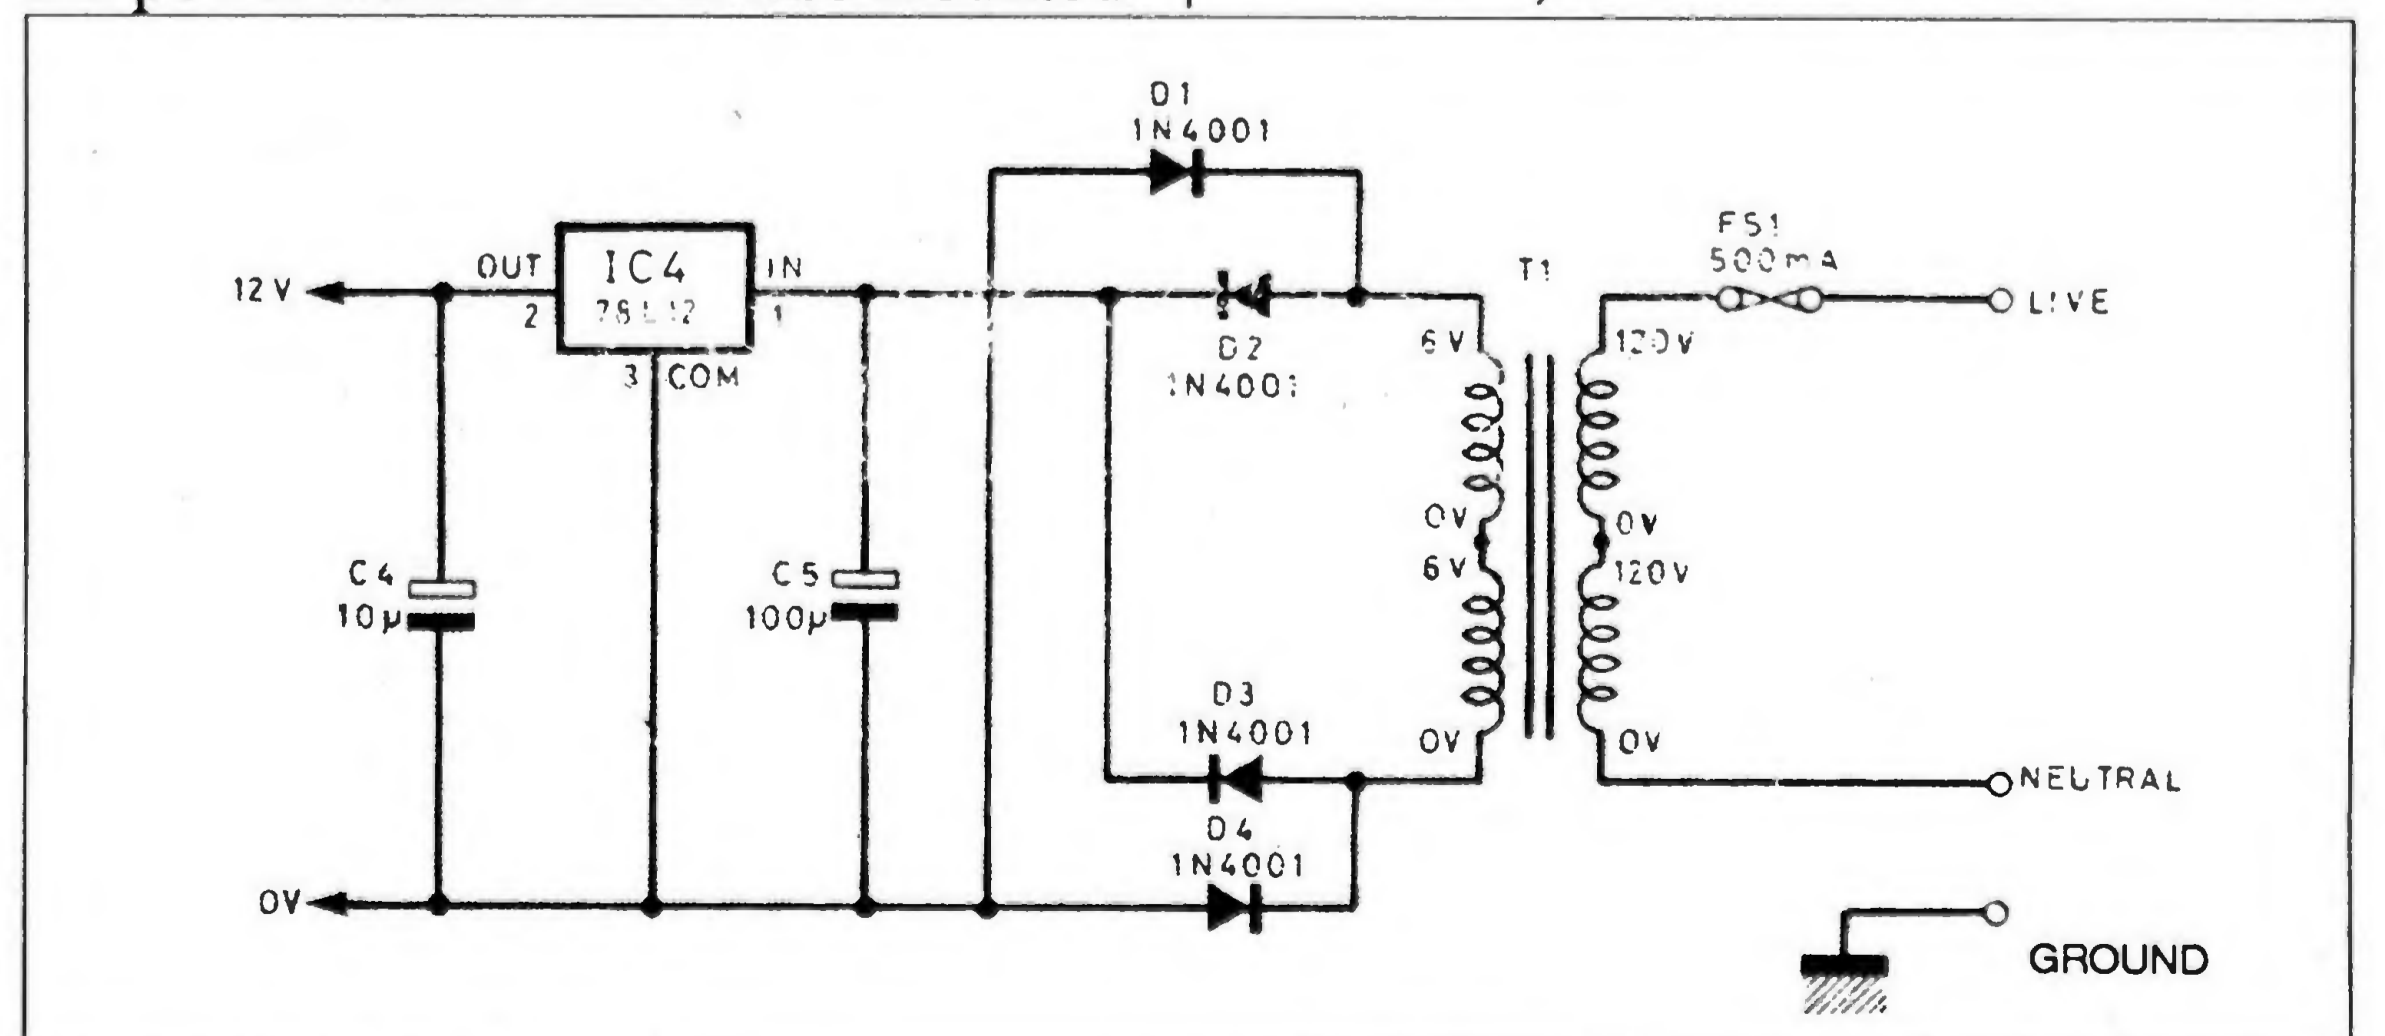 D1
1N4001
FS1
500mA
T1
OUT
IC4
IN
12V
78L12
LIVE
2
1
6V
120V
D2
3 COM
1N4001
0V
0V
C4
C5
6V
120V
10µ
100µ
D3
1N4001
0V
0V
NEUTRAL
D4
1N4001
0V
GROUND